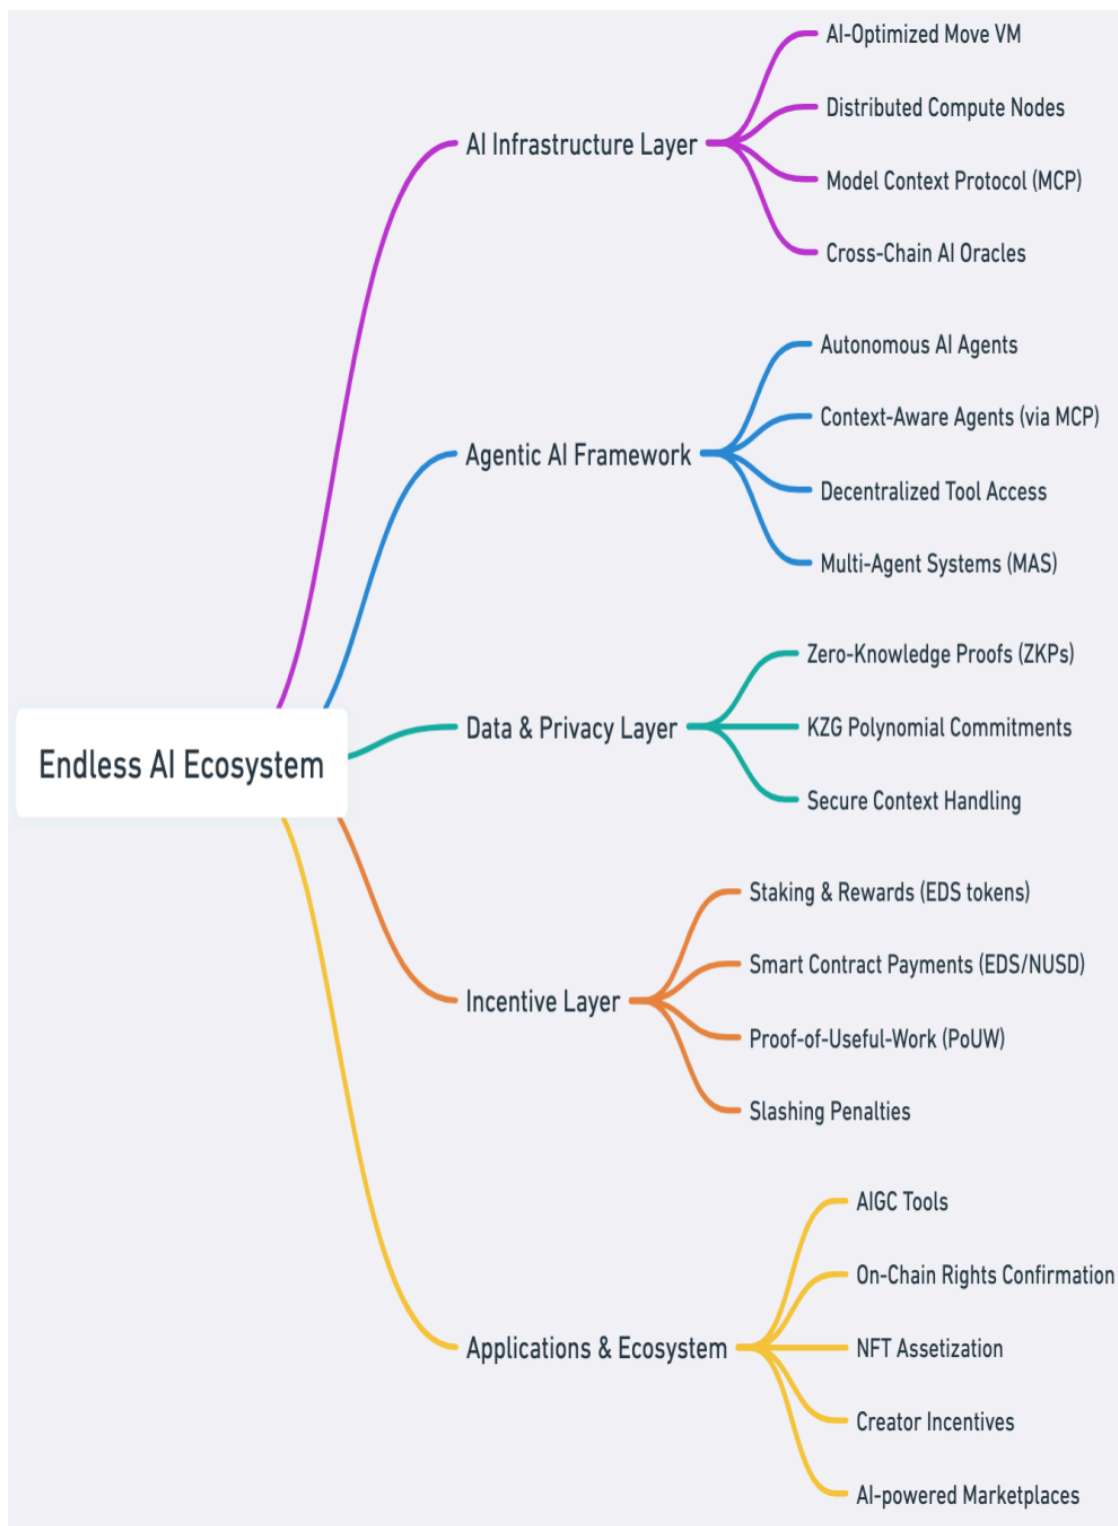 Endless AI Ecosystem
AI Infrastructure Layer
AI-Optimized Move VM
Distributed Compute Nodes
Model Context Protocol (MCP)
Cross-Chain AI Oracles
Agentic AI Framework
Autonomous AI Agents
Context-Aware Agents (via MCP)
Decentralized Tool Access
Multi-Agent Systems (MAS)
Data & Privacy Layer
Zero-Knowledge Proofs (ZKPs)
KZG Polynomial Commitments
Secure Context Handling
Incentive Layer
Staking & Rewards (EDS tokens)
Smart Contract Payments (EDS/NUSD)
Proof-of-Useful-Work (PoUW)
Slashing Penalties
Applications & Ecosystem
AIGC Tools
On-Chain Rights Confirmation
NFT Assetization
Creator Incentives
AI-powered Marketplaces